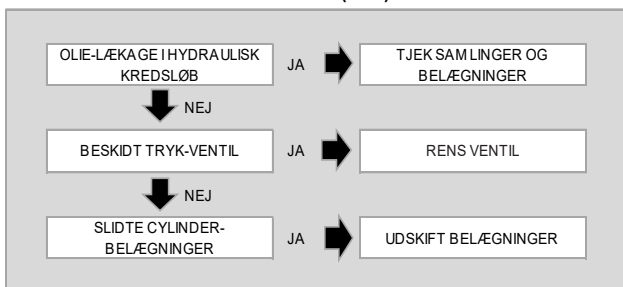 OLIE-LÆKAGE I HYDRAULISK
KREDSLØB
JA
TJEK SAMLINGER OG
BELÆGNINGER
NEJ
BESKIDT TRYK-VENTIL
JA
RENS VENTIL
NEJ
SLIDTE CYLINDER-
BELÆGNINGER
JA
UDSKIFT BELÆGNINGER